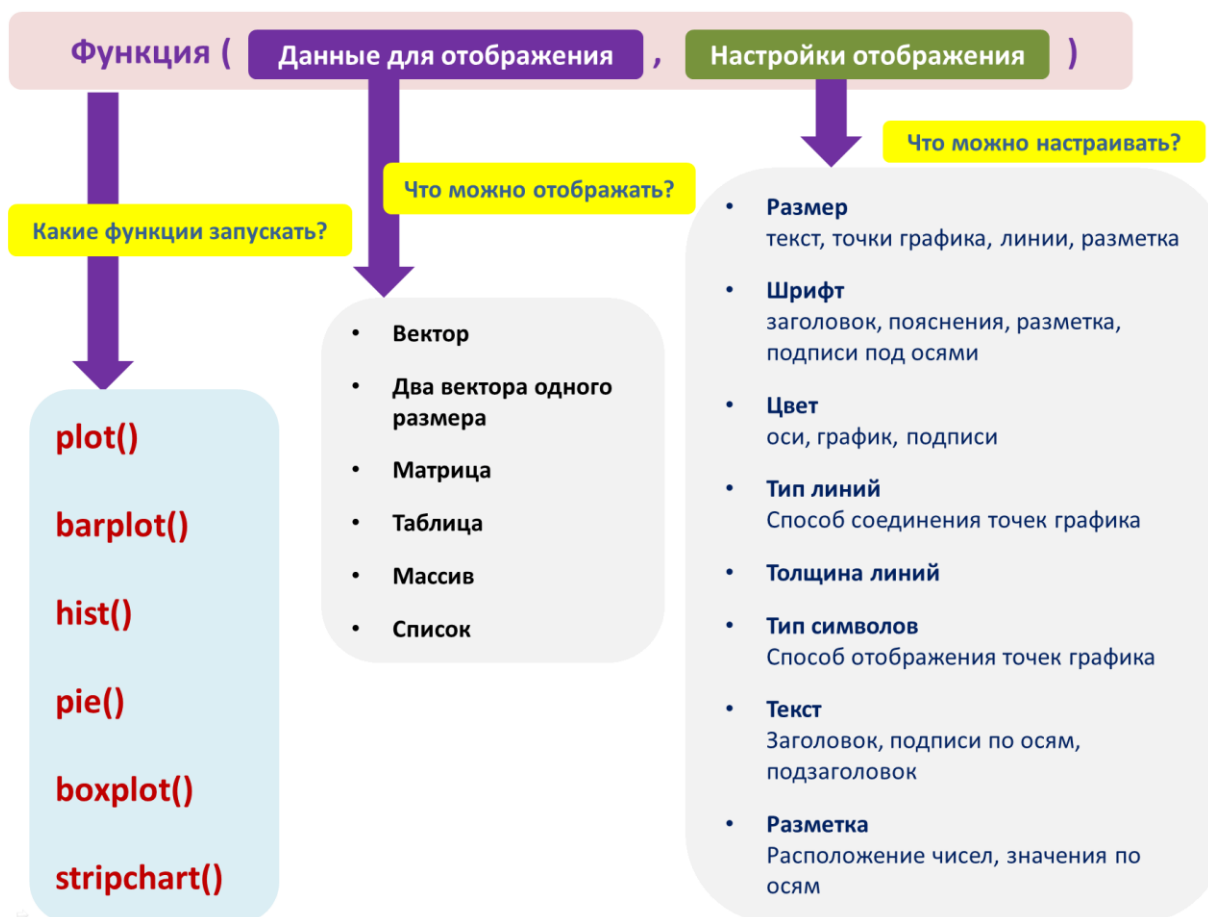 Функция ( Данные для отображения , Настройки отображения )
Что можно настраивать?
Что можно отображать?
Какие функции запускать?
plot()
barplot()
hist()
pie()
boxplot()
stripchart()
• Вектор
• Два вектора одного
размера
• Матрица
• Таблица
• Массив
• Список
• Размер
текст, точки графика, линии, разметка
• Шрифт
заголовок, пояснения, разметка,
подписи под осями
• Цвет
оси, график, подписи
• Тип линий
Способ соединения точек графика
• Толщина линий
• Тип символов
Способ отображения точек графика
• Текст
Заголовок, подписи по осям,
подзаголовок
• Разметка
Расположение чисел, значения по
осям